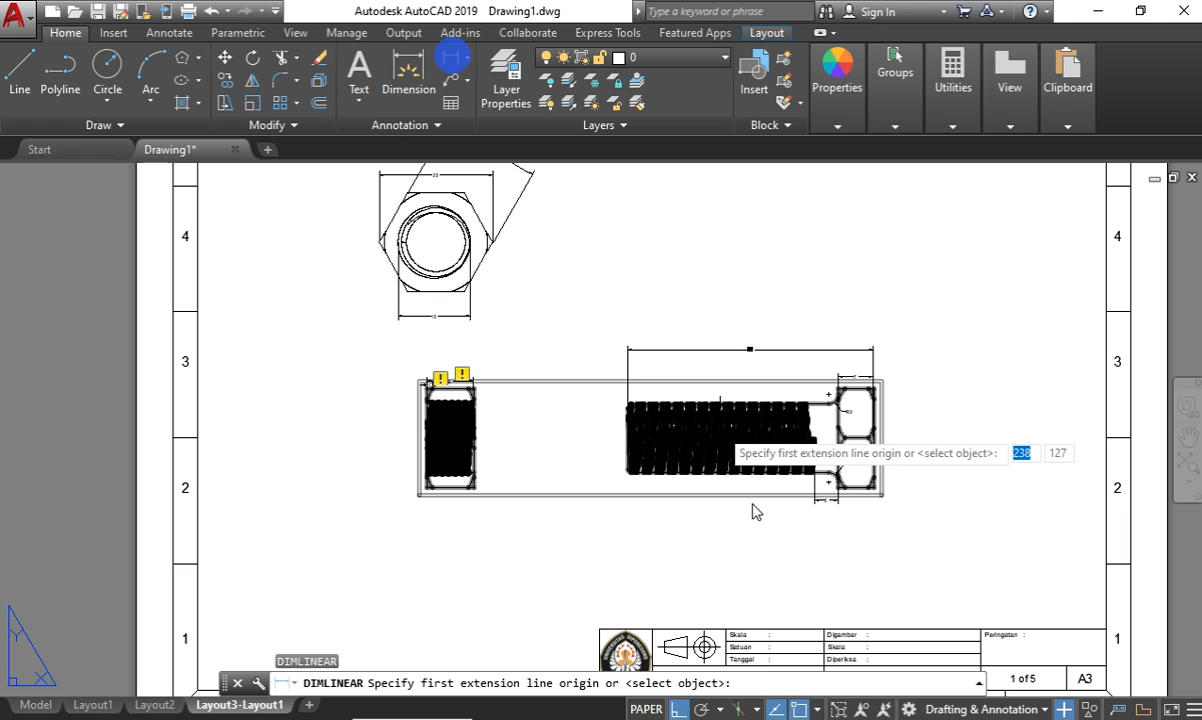 Autodesk AutoCAD 2019 Drawing1.dwg
Type a keyword or phrase
Sign In
Home Insert Annotate Parametric View Manage Output Add-ins Collaborate Express Tools Featured Apps Layout
Line Polyline Circle Arc
Text Dimension
Layer
Properties
0
Insert
Properties Groups Utilities View Clipboard
Draw Modify Annotation Layers Block
Start Drawing1*
4 4
3 3
R2
Specify first extension line origin or <select object>: 238 127
2 2
1 1
Skala : Digambar : Peringatan :
Satuan : Skala :
Tanggal : Diperiksa :
1 of 5 A3
Y
X
DIMLINEAR
DIMLINEAR Specify first extension line origin or <select object>:
Model Layout1 Layout2 Layout3-Layout1
PAPER Drafting & Annotation